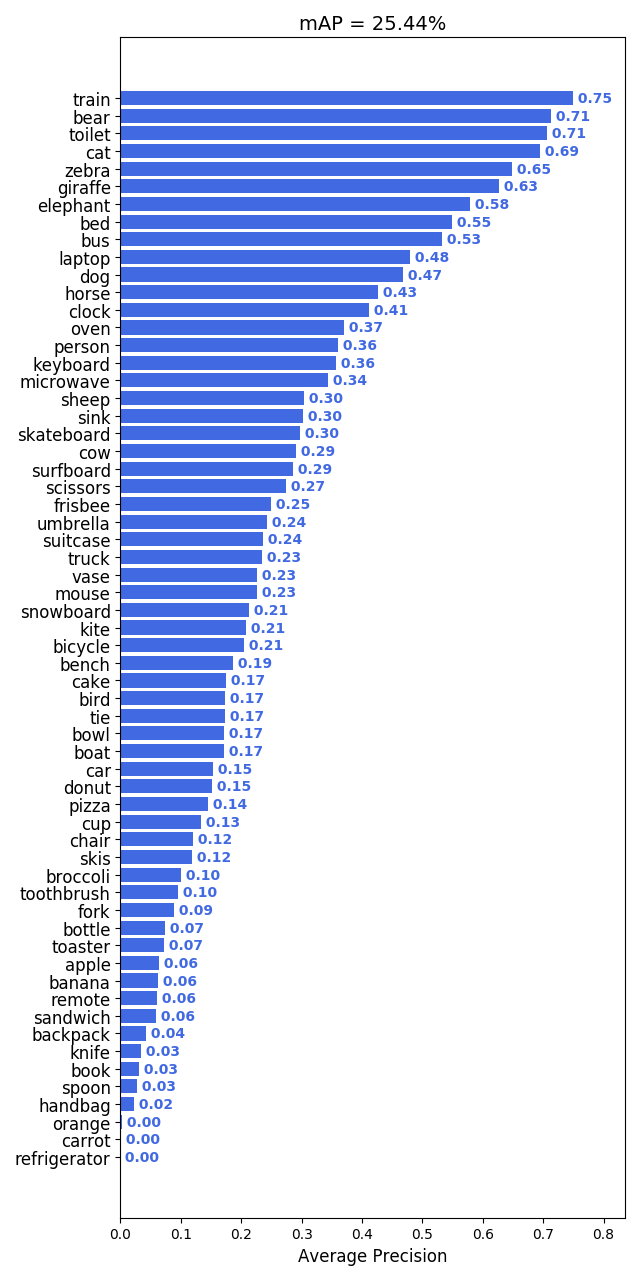 mAP = 25.44%
train 0.75
bear 0.71
toilet 0.71
cat 0.69
zebra 0.65
giraffe 0.63
elephant 0.58
bed 0.55
bus 0.53
laptop 0.48
dog 0.47
horse 0.43
clock 0.41
oven 0.37
person 0.36
keyboard 0.36
microwave 0.34
sheep 0.30
sink 0.30
skateboard 0.30
cow 0.29
surfboard 0.29
scissors 0.27
frisbee 0.25
umbrella 0.24
suitcase 0.24
truck 0.23
vase 0.23
mouse 0.23
snowboard 0.21
kite 0.21
bicycle 0.21
bench 0.19
cake 0.17
bird 0.17
tie 0.17
bowl 0.17
boat 0.17
car 0.15
donut 0.15
pizza 0.14
cup 0.13
chair 0.12
skis 0.12
broccoli 0.10
toothbrush 0.10
fork 0.09
bottle 0.07
toaster 0.07
apple 0.06
banana 0.06
remote 0.06
sandwich 0.06
backpack 0.04
knife 0.03
book 0.03
spoon 0.03
handbag 0.02
orange 0.00
carrot 0.00
refrigerator 0.00
0.0 0.1 0.2 0.3 0.4 0.5 0.6 0.7 0.8
Average Precision